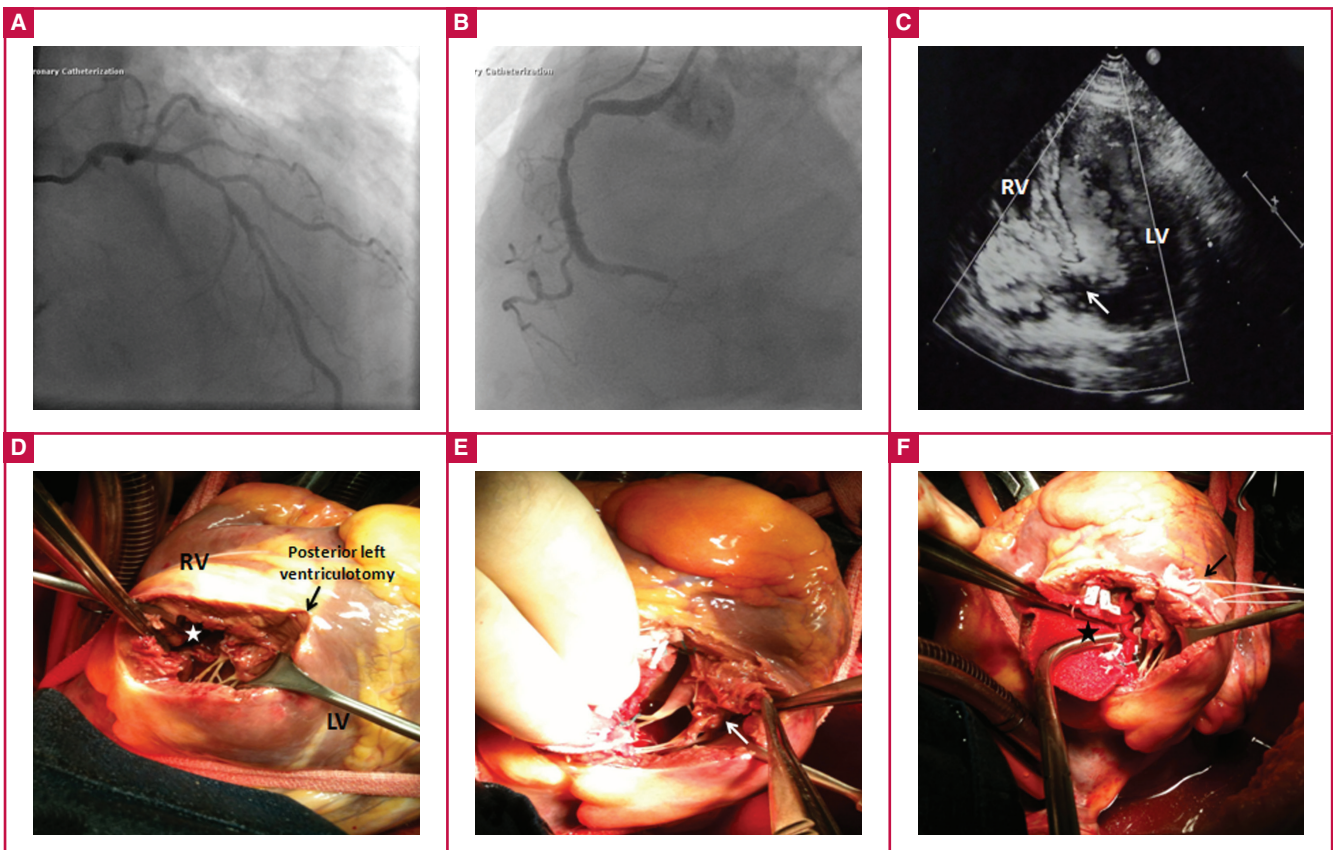 A
ronary Catheterization
B
ry Catheterization
C
RV
LV
D
RV
Posterior left
ventriculotomy
LV
E
F